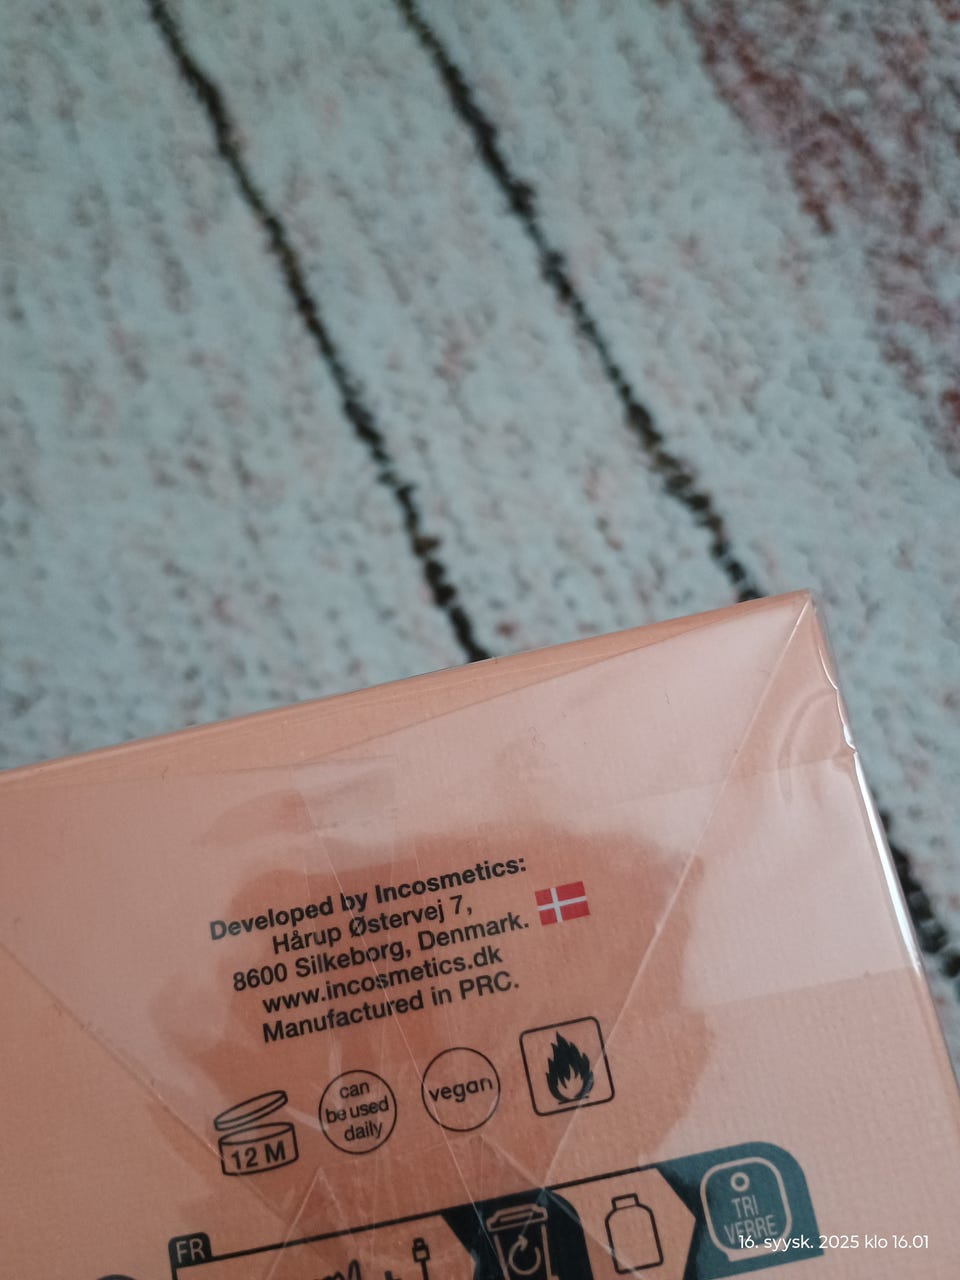 Developed by Incosmetics:
Hårup Østervej 7,
8600 Silkeborg, Denmark.
www.incosmetics.dk
Manufactured in PRC.
12 M
can
be used
daily
vegan
FR
TRI
VERRE
16. syysk. 2025 klo 16.01